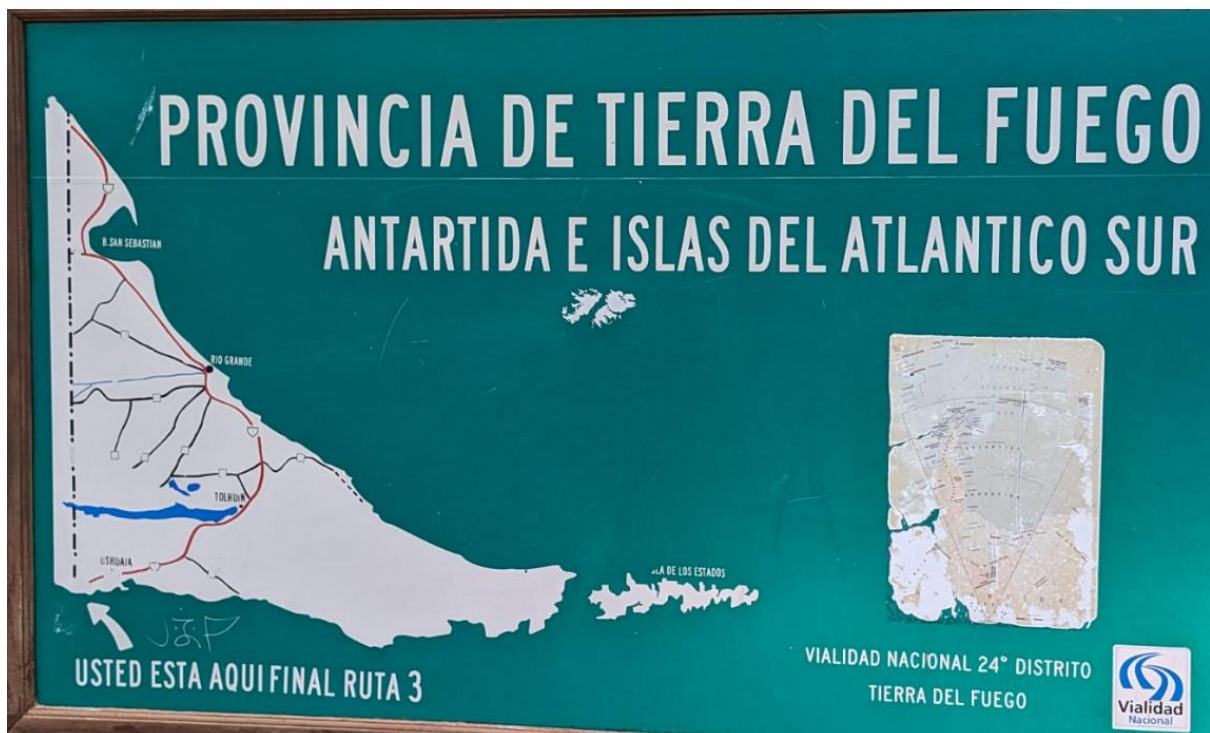 PROVINCIA DE TIERRA DEL FUEGO
ANTARTIDA E ISLAS DEL ATLANTICO SUR
B. SAN SEBASTIAN
RIO GRANDE
TOLHUIN
USHUAIA
ISLA DE LOS ESTADOS
USTED ESTA AQUI FINAL RUTA 3
VIALIDAD NACIONAL 24° DISTRITO
TIERRA DEL FUEGO
Vialidad
Nacional